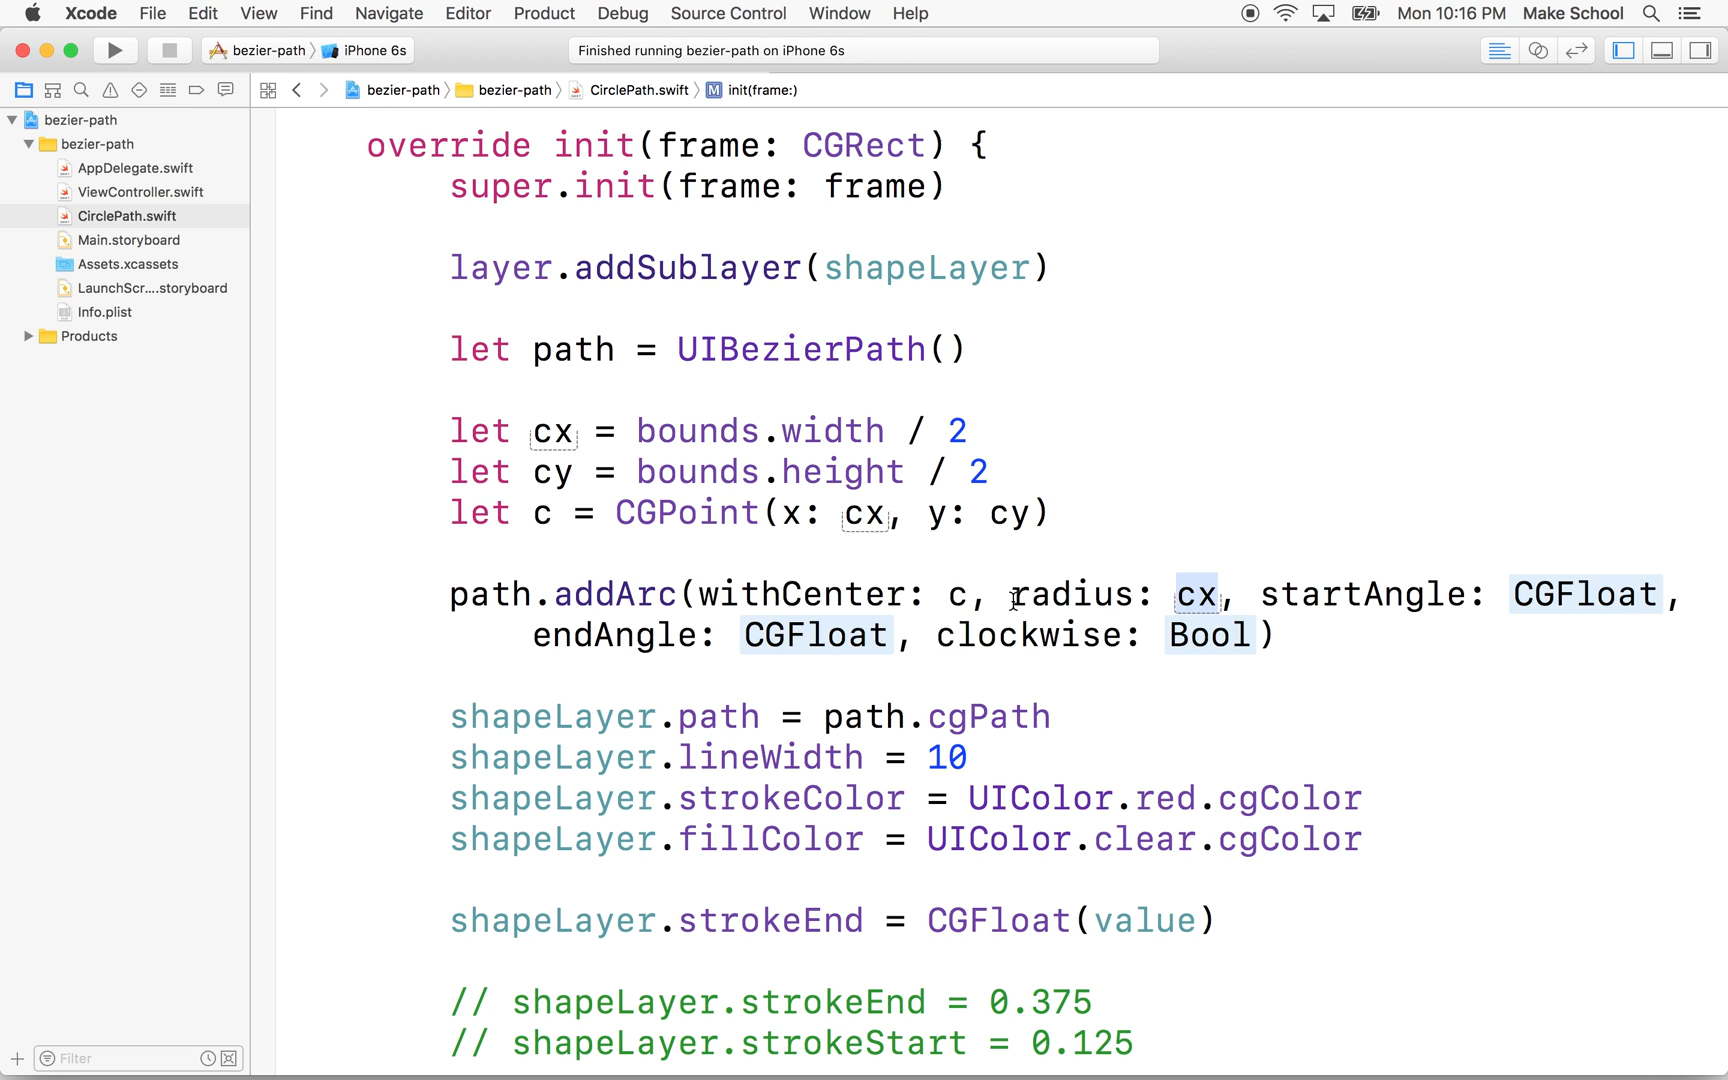 Xcode File Edit View Find Navigate Editor Product Debug Source Control Window Help Mon 10:16 PM Make School
bezier-path iPhone 6s Finished running bezier-path on iPhone 6s
bezier-path bezier-path CirclePath.swift M init(frame:)
bezier-path
bezier-path
AppDelegate.swift
ViewController.swift
CirclePath.swift
Main.storyboard
Assets.xcassets
LaunchScr....storyboard
Info.plist
Products
override init(frame: CGRect) {
super.init(frame: frame)
layer.addSublayer(shapeLayer)
let path = UIBezierPath()
let cx = bounds.width / 2
let cy = bounds.height / 2
let c = CGPoint(x: cx, y: cy)
path.addArc(withCenter: c, radius: cx, startAngle: CGFloat,
endAngle: CGFloat, clockwise: Bool)
shapeLayer.path = path.cgPath
shapeLayer.lineWidth = 10
shapeLayer.strokeColor = UIColor.red.cgColor
shapeLayer.fillColor = UIColor.clear.cgColor
shapeLayer.strokeEnd = CGFloat(value)
// shapeLayer.strokeEnd = 0.375
// shapeLayer.strokeStart = 0.125
Filter